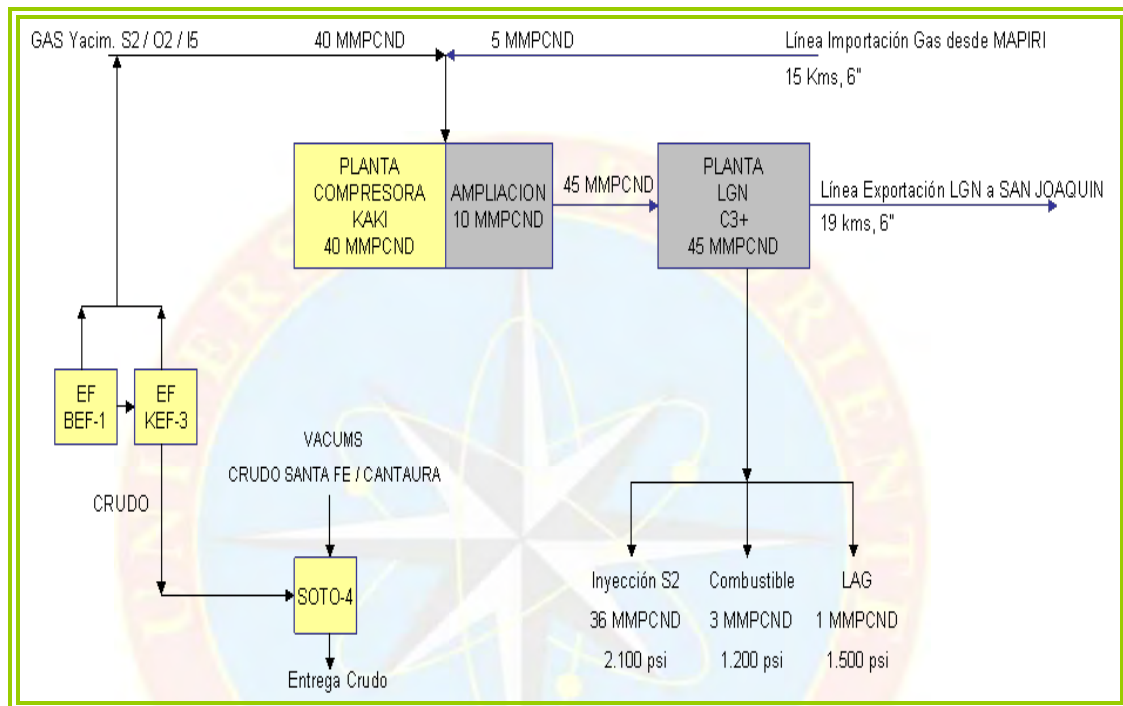 GAS Yacim. S2 / O2 / I5
40 MMPCND
5 MMPCND
Línea Importación Gas desde MAPIRI
15 Kms, 6"
PLANTA
COMPRESORA
KAKI
40 MMPCND
AMPLIACION
10 MMPCND
45 MMPCND
PLANTA
LGN
C3+
45 MMPCND
Línea Exportación LGN a SAN JOAQUIN
19 kms, 6"
EF
BEF-1
EF
KEF-3
VACUMS
CRUDO SANTA FE / CANTAURA
CRUDO
SOTO-4
Entrega Crudo
Inyección S2
36 MMPCND
2.100 psi
Combustible
3 MMPCND
1.200 psi
LAG
1 MMPCND
1.500 psi